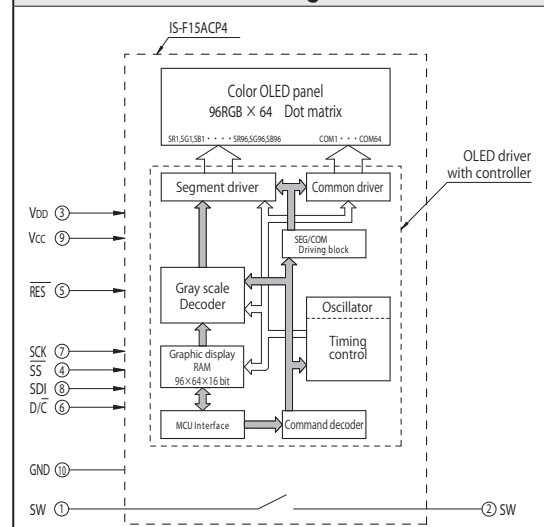 IS-F15ACP4
Color OLED panel
96RGB × 64 Dot matrix
SR1,SG1,SB1・・・・SR96,SG96,SB96
COM1・・・COM64
OLED driver
with controller
Segment driver
Common driver
VDD ③
VCC ⑨
SEG/COM
Driving block
R̅E̅S̅ ⑤
Gray scale
Decoder
Oscillator
Timing
control
SCK ⑦
S̅S̅ ④
SDI ⑧
D/C̅ ⑥
Graphic display
RAM
96×64×16 bit
MCU Interface
Command decoder
GND ⑩
SW ①
② SW